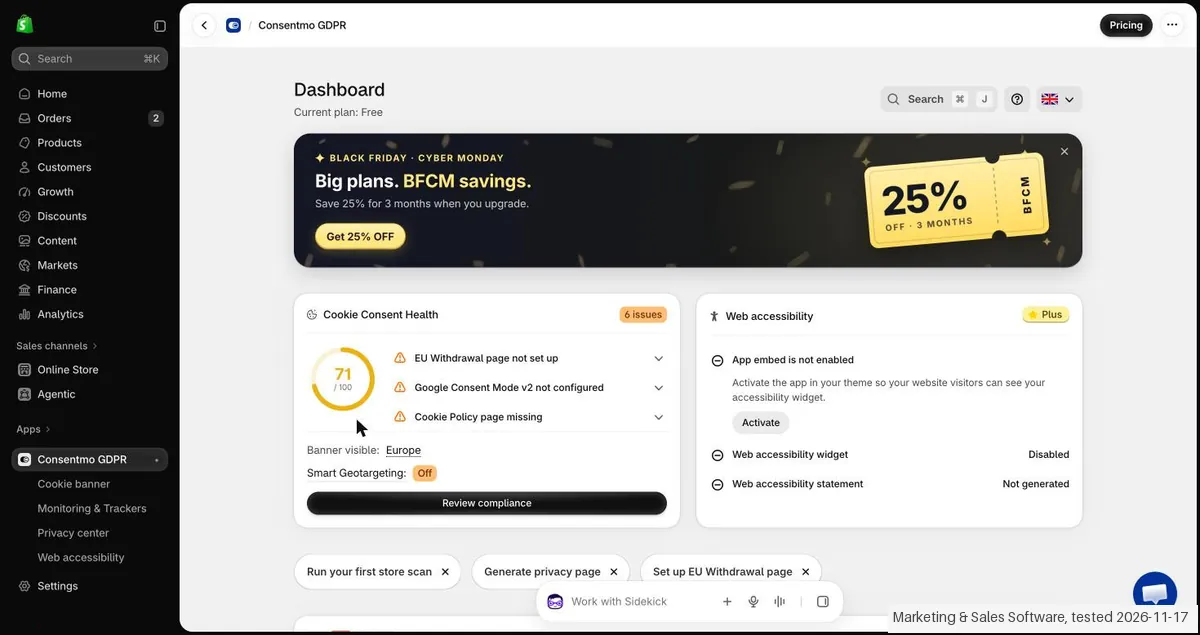 Search ⌘K
Home
Orders 2
Products
Customers
Growth
Discounts
Content
Markets
Finance
Analytics
Sales channels
Online Store
Agentic
Apps
Consentmo GDPR
Cookie banner
Monitoring & Trackers
Privacy center
Web accessibility
Settings
/ Consentmo GDPR
Pricing
Dashboard
Current plan: Free
Search ⌘ J
BLACK FRIDAY · CYBER MONDAY
Big plans. BFCM savings.
Save 25% for 3 months when you upgrade.
Get 25% OFF
25%
OFF · 3 MONTHS
BFCM
Cookie Consent Health
6 issues
71
/ 100
EU Withdrawal page not set up
Google Consent Mode v2 not configured
Cookie Policy page missing
Banner visible: Europe
Smart Geotargeting: Off
Review compliance
Web accessibility
Plus
App embed is not enabled
Activate the app in your theme so your website visitors can see your
accessibility widget.
Activate
Web accessibility widget Disabled
Web accessibility statement Not generated
Run your first store scan
Generate privacy page
Set up EU Withdrawal page
Work with Sidekick
Marketing & Sales Software, tested 2026-11-17